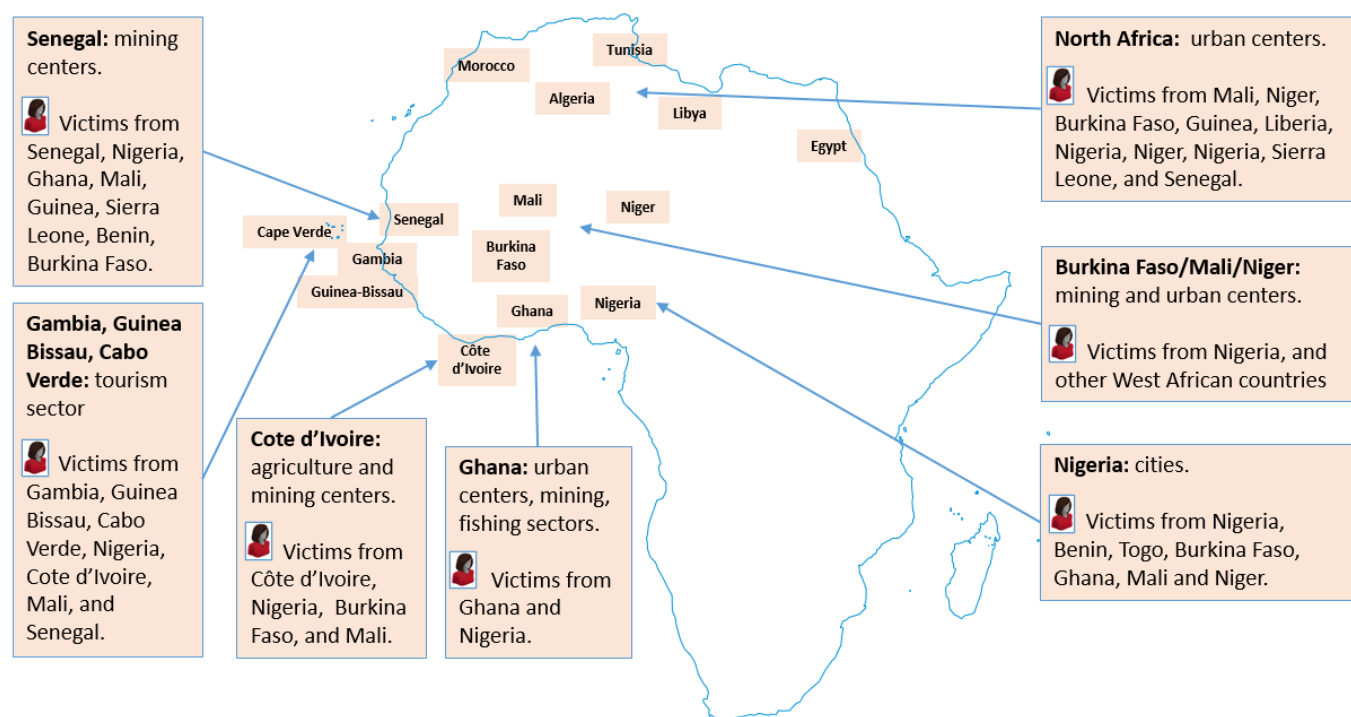 Senegal: mining
centers.
Victims from
Senegal, Nigeria,
Ghana, Mali,
Guinea, Sierra
Leone, Benin,
Burkina Faso.
Gambia, Guinea
Bissau, Cabo
Verde: tourism
sector
Victims from
Gambia, Guinea
Bissau, Cabo
Verde, Nigeria,
Cote d’Ivoire,
Mali, and
Senegal.
Cote d’Ivoire:
agriculture and
mining centers.
Victims from
Côte d’Ivoire,
Nigeria, Burkina
Faso, and Mali.
Ghana: urban
centers, mining,
fishing sectors.
Victims from
Ghana and
Nigeria.
Morocco
Tunisia
Algeria
Libya
Egypt
Mali
Niger
Senegal
Cape Verde
Burkina
Faso
Gambia
Guinea-Bissau
Ghana
Nigeria
Côte
d’Ivoire
North Africa: urban centers.
Victims from Mali, Niger,
Burkina Faso, Guinea, Liberia,
Nigeria, Niger, Nigeria, Sierra
Leone, and Senegal.
Burkina Faso/Mali/Niger:
mining and urban centers.
Victims from Nigeria, and
other West African countries
Nigeria: cities.
Victims from Nigeria,
Benin, Togo, Burkina Faso,
Ghana, Mali and Niger.